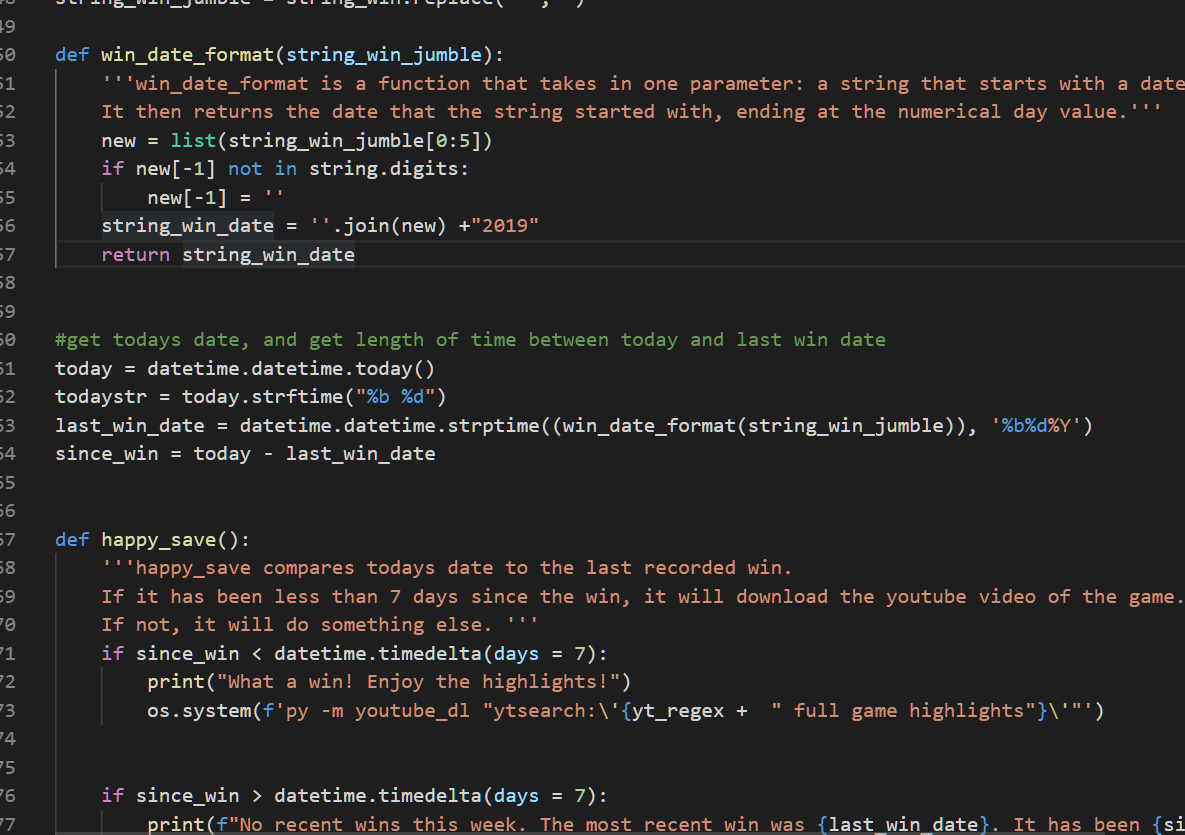 49
50 def win_date_format(string_win_jumble):
51     '''win_date_format is a function that takes in one parameter: a string that starts with a date
52     It then returns the date that the string started with, ending at the numerical day value.'''
53     new = list(string_win_jumble[0:5])
54     if new[-1] not in string.digits:
55         new[-1] = ''
56     string_win_date = ''.join(new) +"2019"
57     return string_win_date
58
59
60 #get todays date, and get length of time between today and last win date
61 today = datetime.datetime.today()
62 todaystr = today.strftime("%b %d")
63 last_win_date = datetime.datetime.strptime((win_date_format(string_win_jumble)), '%b%d%Y')
64 since_win = today - last_win_date
65
66
67 def happy_save():
68     '''happy_save compares todays date to the last recorded win.
69     If it has been less than 7 days since the win, it will download the youtube video of the game.
70     If not, it will do something else. '''
71     if since_win < datetime.timedelta(days = 7):
72         print("What a win! Enjoy the highlights!")
73         os.system(f'py -m youtube_dl "ytsearch:\'{yt_regex +  " full game highlights"}\'"')
74
75
76     if since_win > datetime.timedelta(days = 7):
77         print(f"No recent wins this week. The most recent win was {last_win_date}. It has been {si